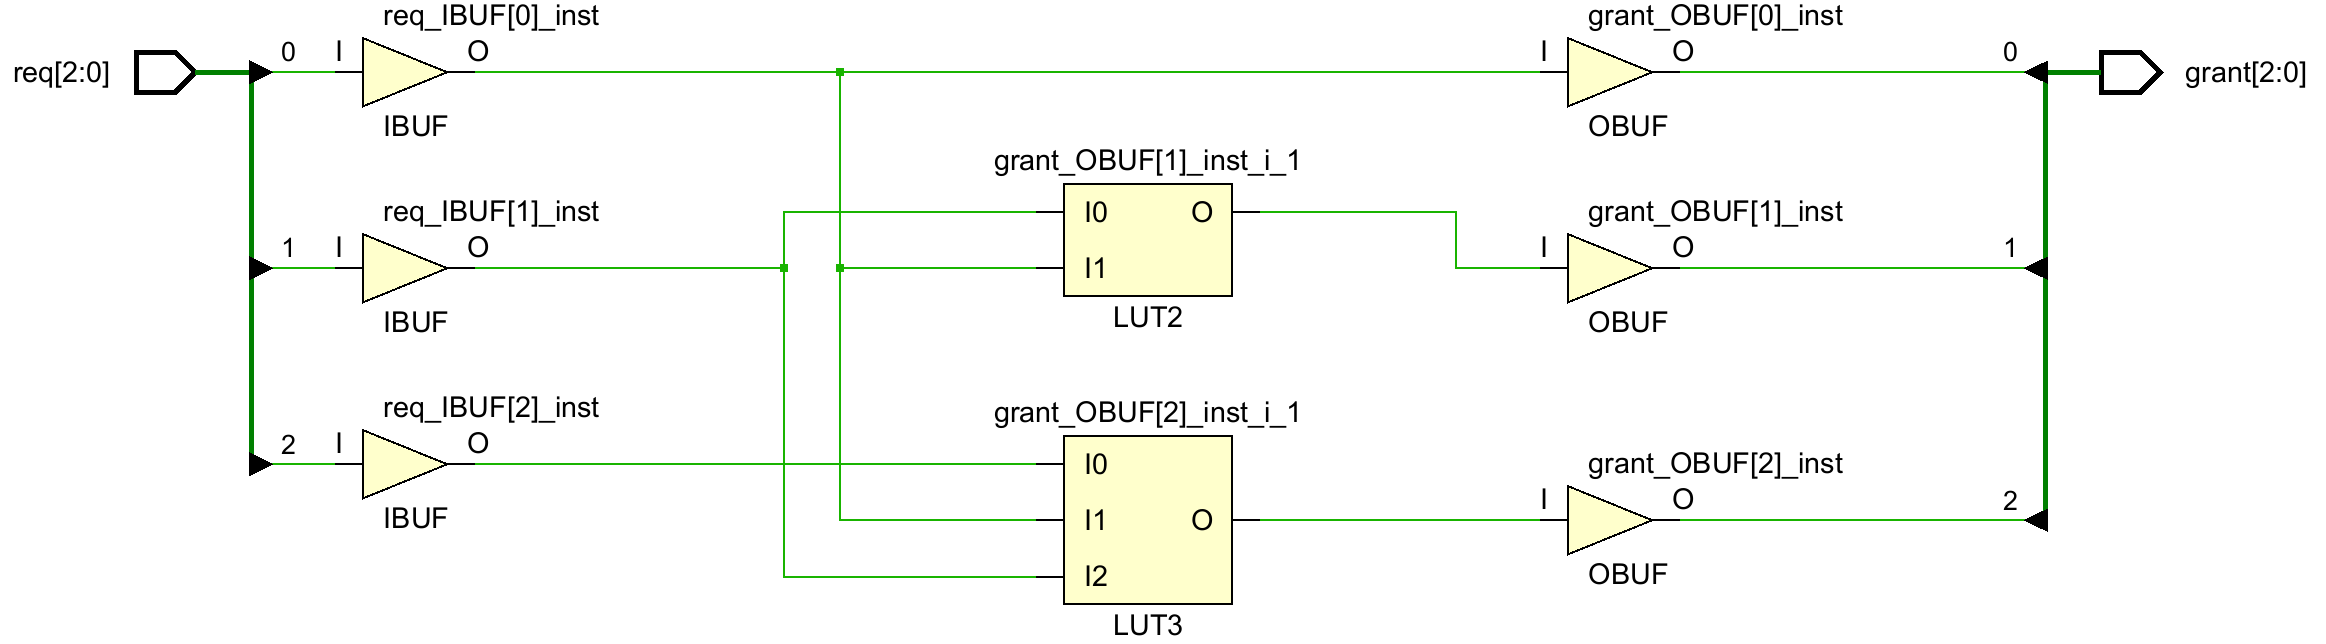 req_IBUF[0]_inst
grant_OBUF[0]_inst
req[2:0]
0
I
O
I
O
0
grant[2:0]
IBUF
OBUF
grant_OBUF[1]_inst_i_1
req_IBUF[1]_inst
I0
O
grant_OBUF[1]_inst
1
I
O
I1
I
O
1
IBUF
LUT2
OBUF
req_IBUF[2]_inst
grant_OBUF[2]_inst_i_1
2
I
O
I0
grant_OBUF[2]_inst
IBUF
I1
O
I
O
2
I2
OBUF
LUT3